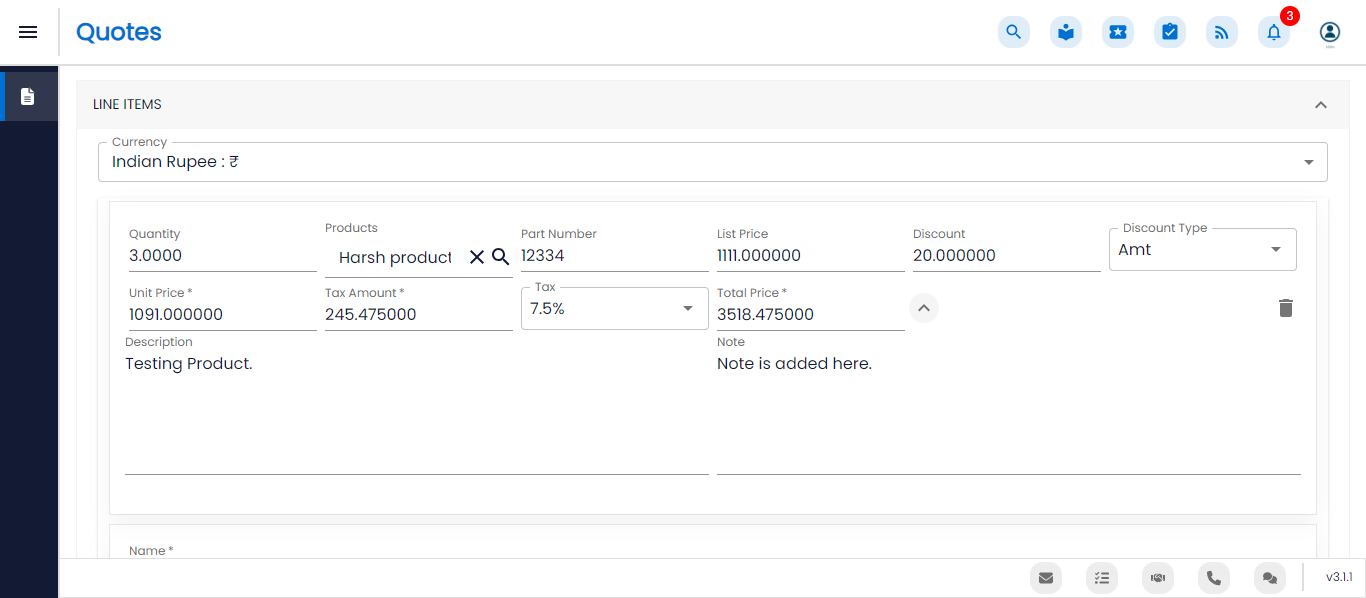 Quotes
3
LINE ITEMS
Currency
Indian Rupee : ₹
Quantity
3.0000
Products
Harsh product
Part Number
12334
List Price
1111.000000
Discount
20.000000
Discount Type
Amt
Unit Price *
1091.000000
Tax Amount *
245.475000
Tax
7.5%
Total Price *
3518.475000
Description
Testing Product.
Note
Note is added here.
Name *
v3.1.1